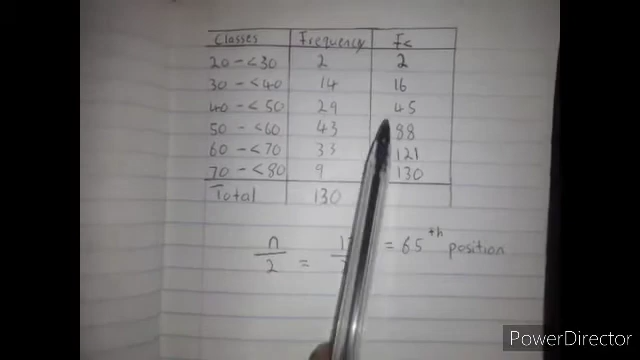 Classes Frequency F<
20 - <30 2 2
30 - <40 14 16
40 - <50 29 45
50 - <60 43 88
60 - <70 33 121
70 - <80 9 130
Total 130
n/2 = = 65th position
PowerDirector